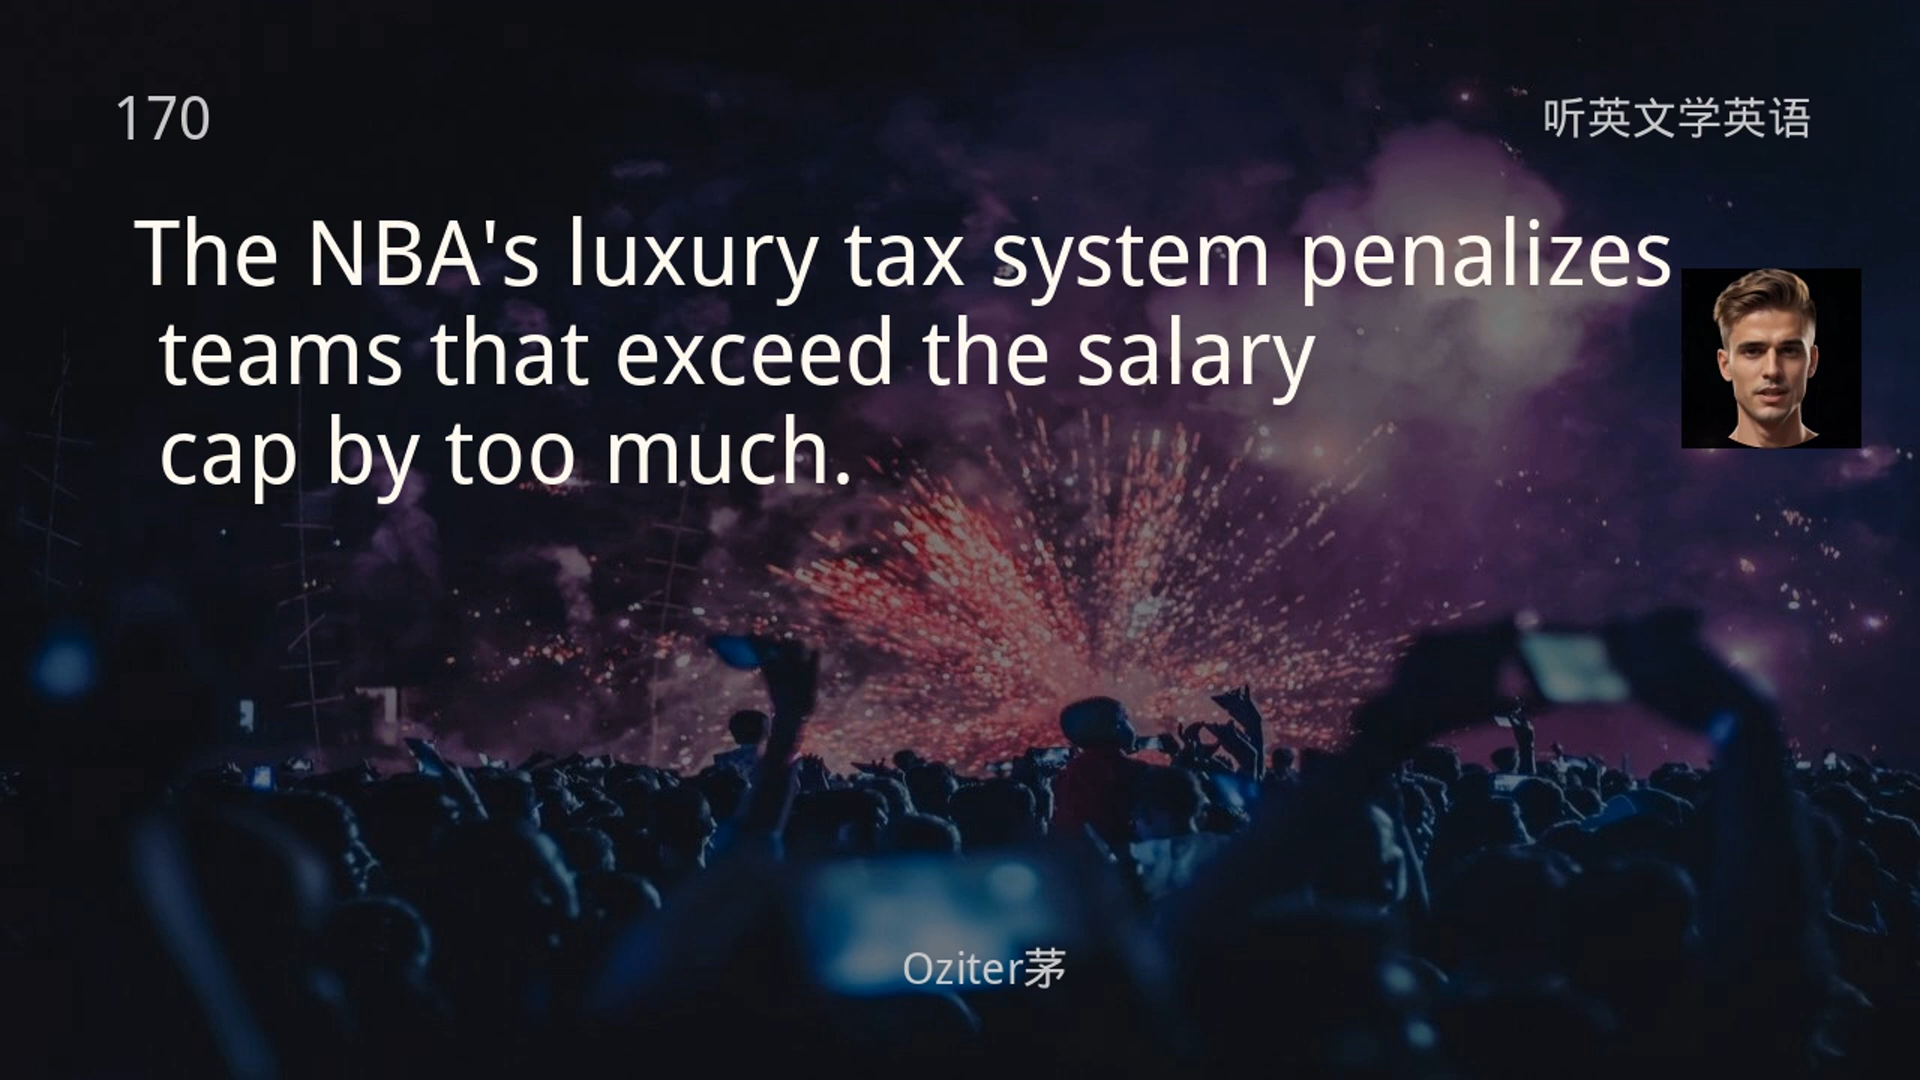 170
听英文学英语
The NBA's luxury tax system penalizes
teams that exceed the salary
cap by too much.
Oziter茅